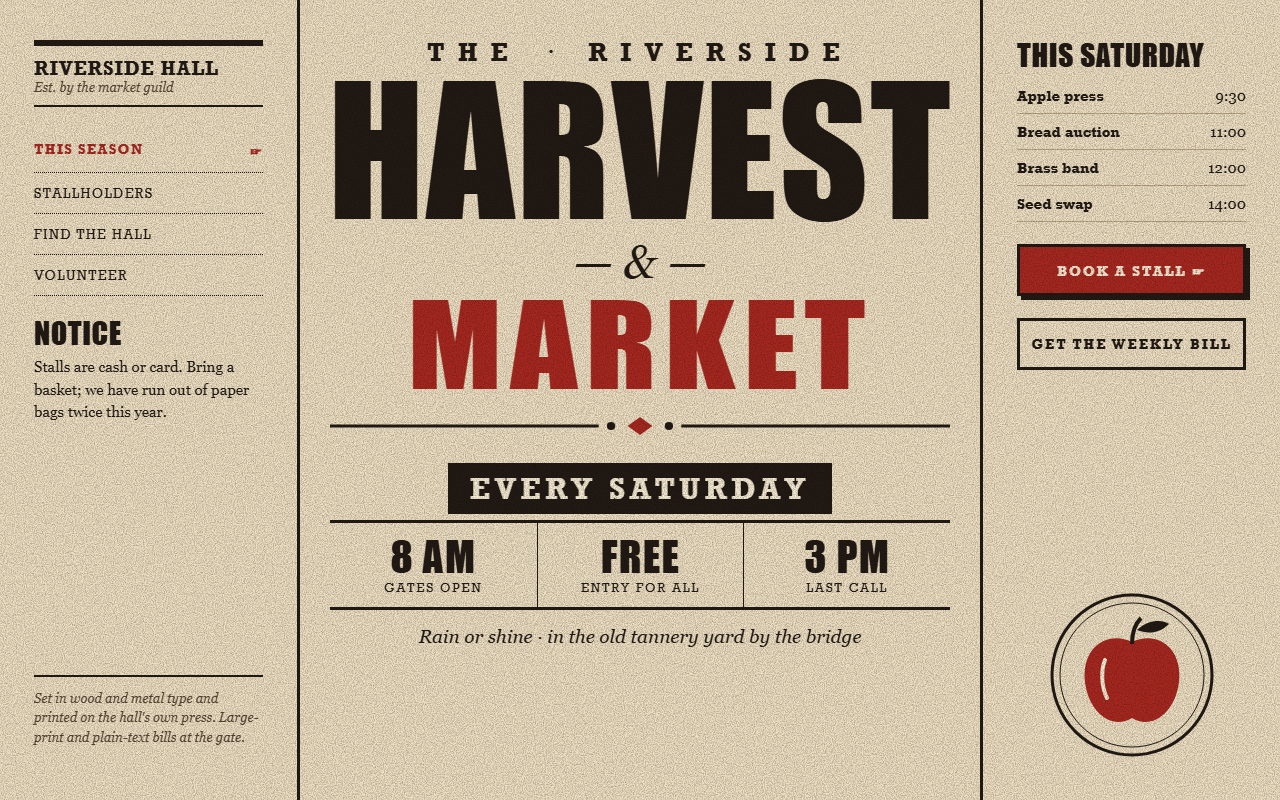 RIVERSIDE HALL
Est. by the market guild
THIS SEASON ☛
STALLHOLDERS
FIND THE HALL
VOLUNTEER
NOTICE
Stalls are cash or card. Bring a
basket; we have run out of paper
bags twice this year.
Set in wood and metal type and
printed on the hall's own press. Large-
print and plain-text bills at the gate.
THE · RIVERSIDE
HARVEST
— & —
MARKET
EVERY SATURDAY
8 AM
GATES OPEN
FREE
ENTRY FOR ALL
3 PM
LAST CALL
Rain or shine · in the old tannery yard by the bridge
THIS SATURDAY
Apple press 9:30
Bread auction 11:00
Brass band 12:00
Seed swap 14:00
BOOK A STALL ☛
GET THE WEEKLY BILL